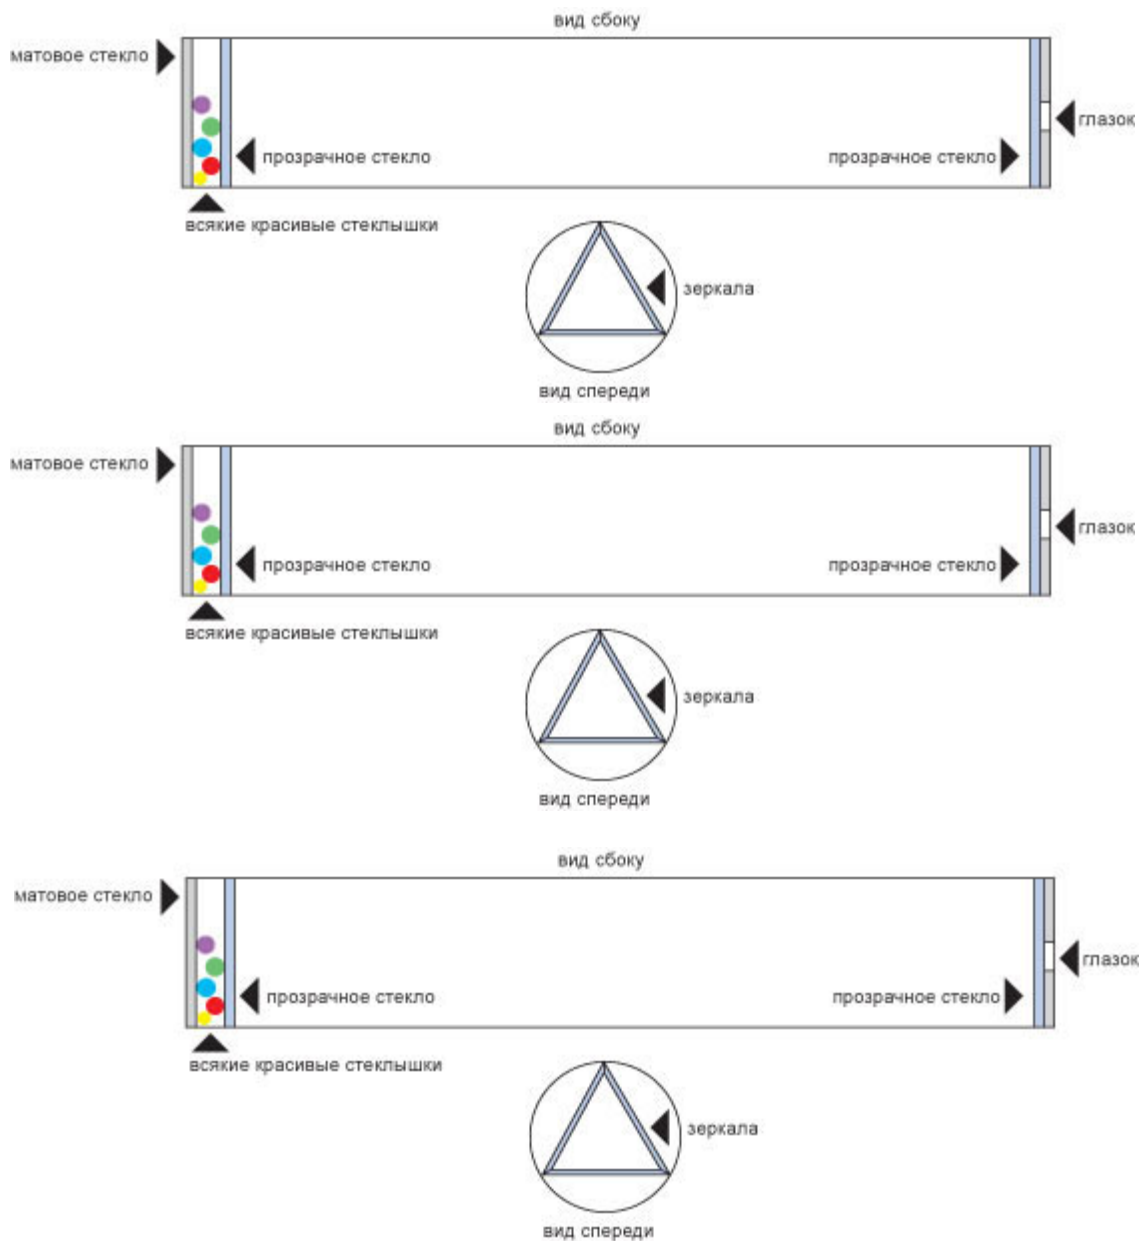 вид сбоку
матовое стекло
глазок
прозрачное стекло
прозрачное стекло
всякие красивые стеклышки
зеркала
вид спереди
вид сбоку
матовое стекло
глазок
прозрачное стекло
прозрачное стекло
всякие красивые стеклышки
зеркала
вид спереди
вид сбоку
матовое стекло
глазок
прозрачное стекло
прозрачное стекло
всякие красивые стеклышки
зеркала
вид спереди